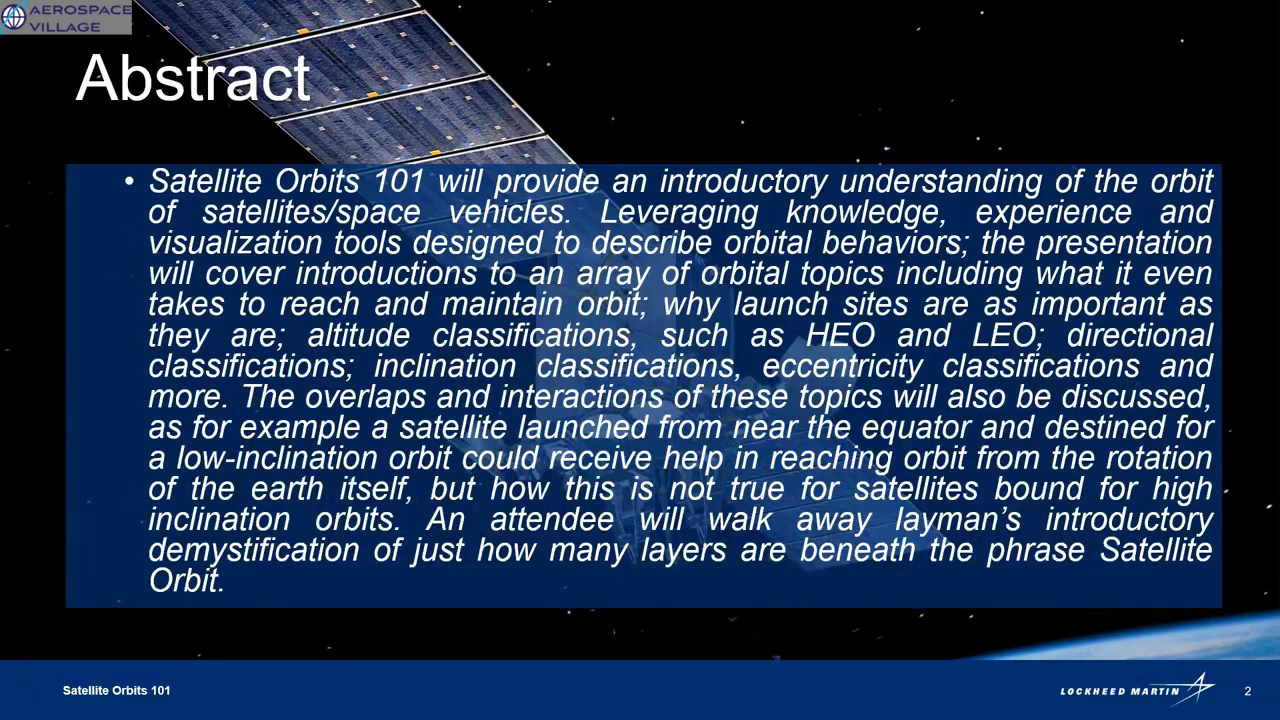 AEROSPACE
VILLAGE
Abstract
• Satellite Orbits 101 will provide an introductory understanding of the orbit
of satellites/space vehicles. Leveraging knowledge, experience and
visualization tools designed to describe orbital behaviors; the presentation
will cover introductions to an array of orbital topics including what it even
takes to reach and maintain orbit; why launch sites are as important as
they are; altitude classifications, such as HEO and LEO; directional
classifications; inclination classifications, eccentricity classifications and
more. The overlaps and interactions of these topics will also be discussed,
as for example a satellite launched from near the equator and destined for
a low-inclination orbit could receive help in reaching orbit from the rotation
of the earth itself, but how this is not true for satellites bound for high
inclination orbits. An attendee will walk away layman’s introductory
demystification of just how many layers are beneath the phrase Satellite
Orbit.
Satellite Orbits 101
LOCKHEED MARTIN
2